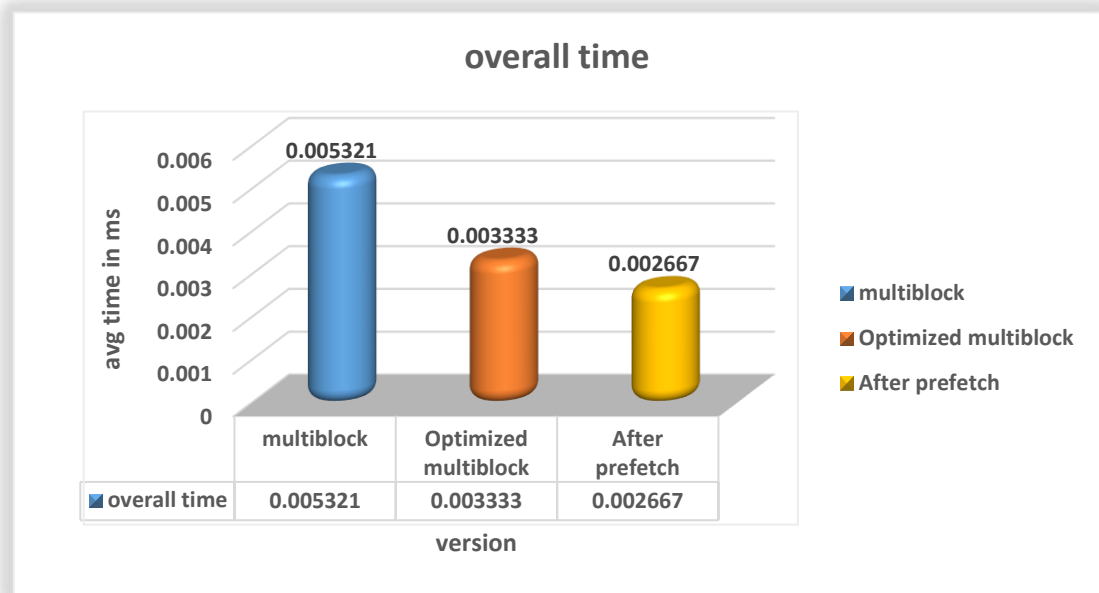 overall time
avg time in ms
0.006
0.005
0.004
0.003
0.002
0.001
0
0.005321
0.003333
0.002667
multiblock
Optimized multiblock
After prefetch
multiblock
Optimized
multiblock
After
prefetch
overall time 0.005321 0.003333 0.002667
version